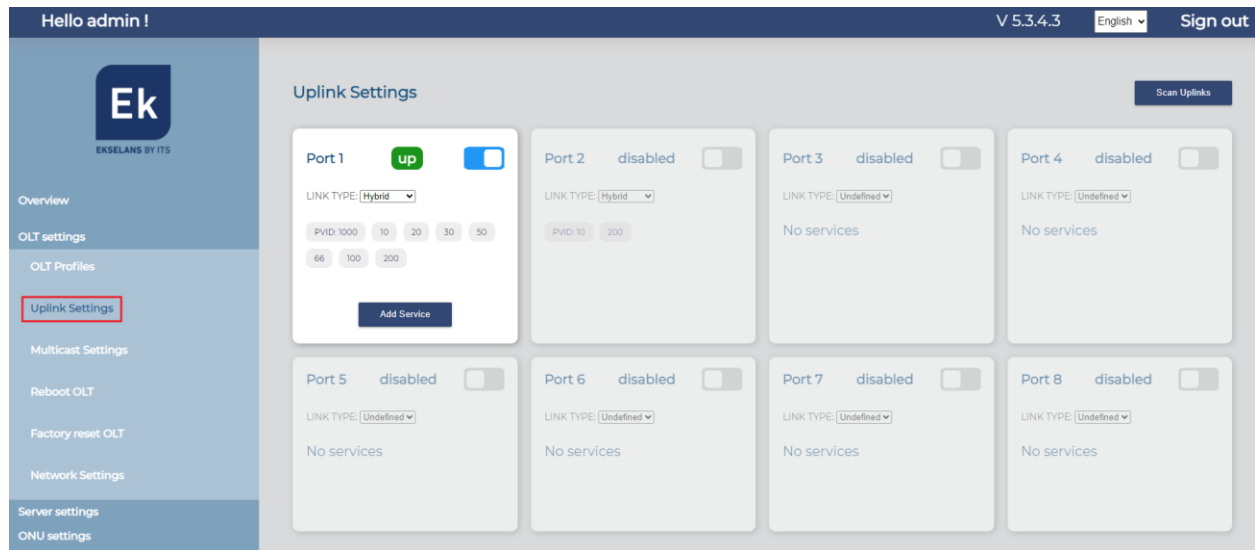 Hello admin !
V 5.3.4.3
English
Sign out
Ek
EKSELANS BY ITS
Overview
OLT settings
OLT Profiles
Uplink Settings
Multicast Settings
Reboot OLT
Factory reset OLT
Network Settings
Server settings
ONU settings
Uplink Settings
Scan Uplinks
Port 1 up
LINK TYPE: Hybrid
PVID: 1000 10 20 30 50
66 100 200
Add Service
Port 2 disabled
LINK TYPE: Hybrid
PVID: 10 200
Port 3 disabled
LINK TYPE: Undefined
No services
Port 4 disabled
LINK TYPE: Undefined
No services
Port 5 disabled
LINK TYPE: Undefined
No services
Port 6 disabled
LINK TYPE: Undefined
No services
Port 7 disabled
LINK TYPE: Undefined
No services
Port 8 disabled
LINK TYPE: Undefined
No services